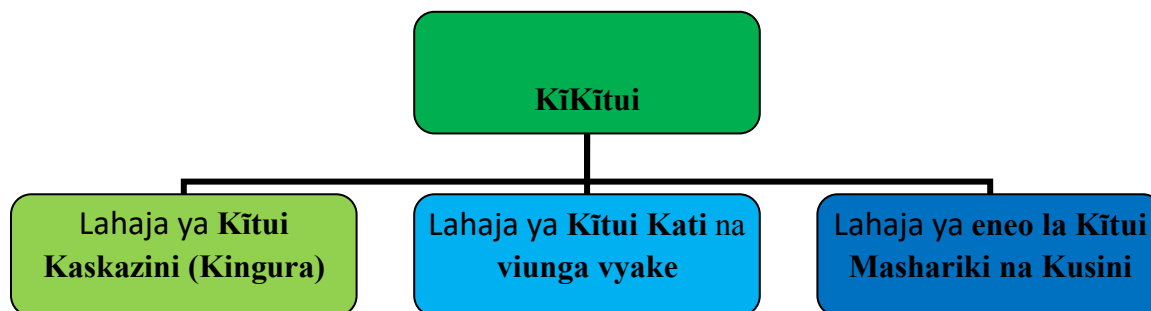 KĩKĩtui
Lahaja ya Kĩtui
Kaskazini (Kingura)
Lahaja ya Kĩtui Kati na
viunga vyake
Lahaja ya eneo la Kĩtui
Mashariki na Kusini